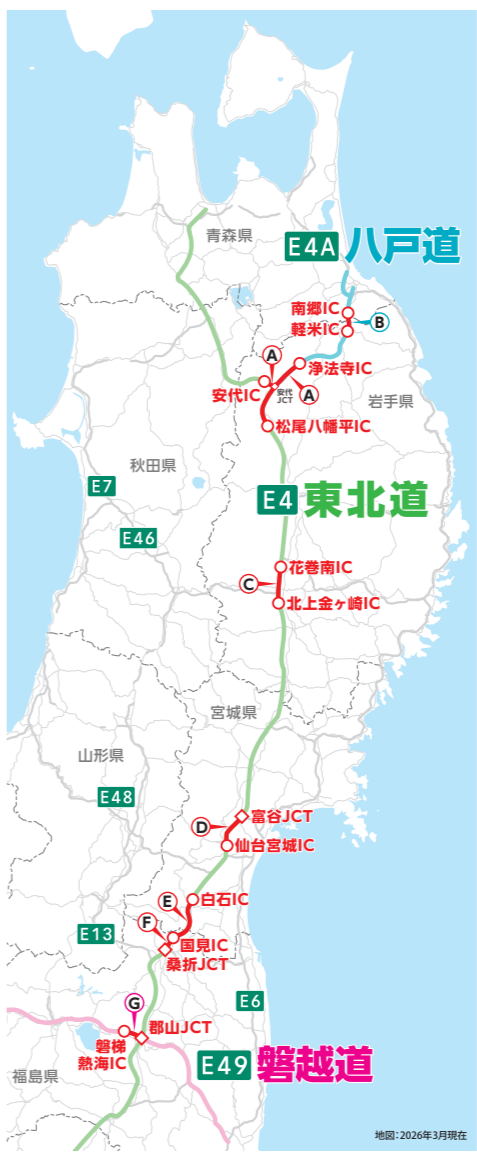 青森県
E4A 八戸道
南郷IC
軽米IC
B
A
浄法寺IC
安代IC
安代
JCT
A
岩手県
松尾八幡平IC
秋田県
E7
E4 東北道
E46
花巻南IC
C
北上金ヶ崎IC
宮城県
山形県
E48
富谷JCT
D
仙台宮城IC
白石IC
E
F
E13
国見IC
桑折JCT
G
E6
郡山JCT
磐梯
熱海IC
E49 磐越道
福島県
地図:2026年3月現在